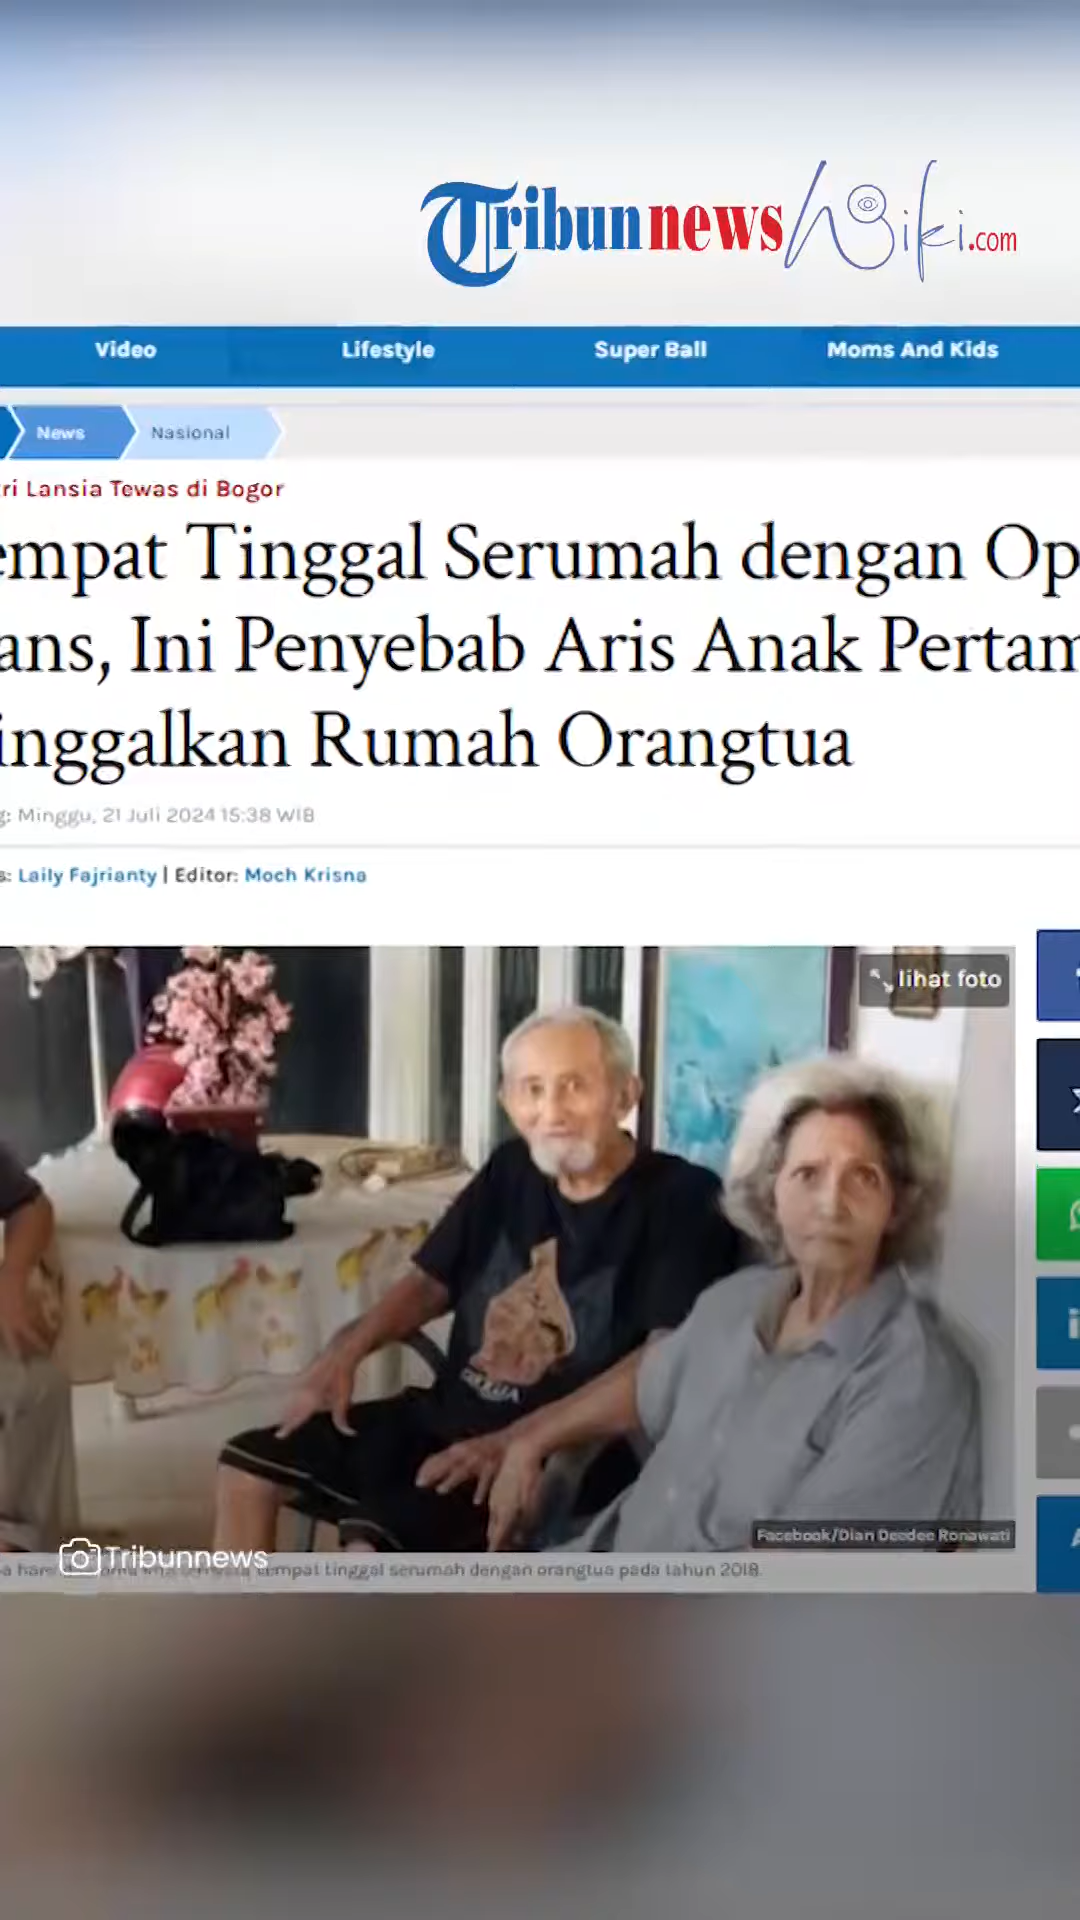 Tribunnews Wiki.com
Video Lifestyle Super Ball Moms And Kids
News Nasional
ri Lansia Tewas di Bogor
empat Tinggal Serumah dengan Op
ans, Ini Penyebab Aris Anak Pertam
inggalkan Rumah Orangtua
g: Minggu, 21 Juli 2024 15:38 WIB
s: Laily Fajrianty | Editor: Moch Krisna
lihat foto
Facebook/Dian Deedee Ronawati
Tribunnews
empat tinggal serumah dengan orangtua pada tahun 2018.